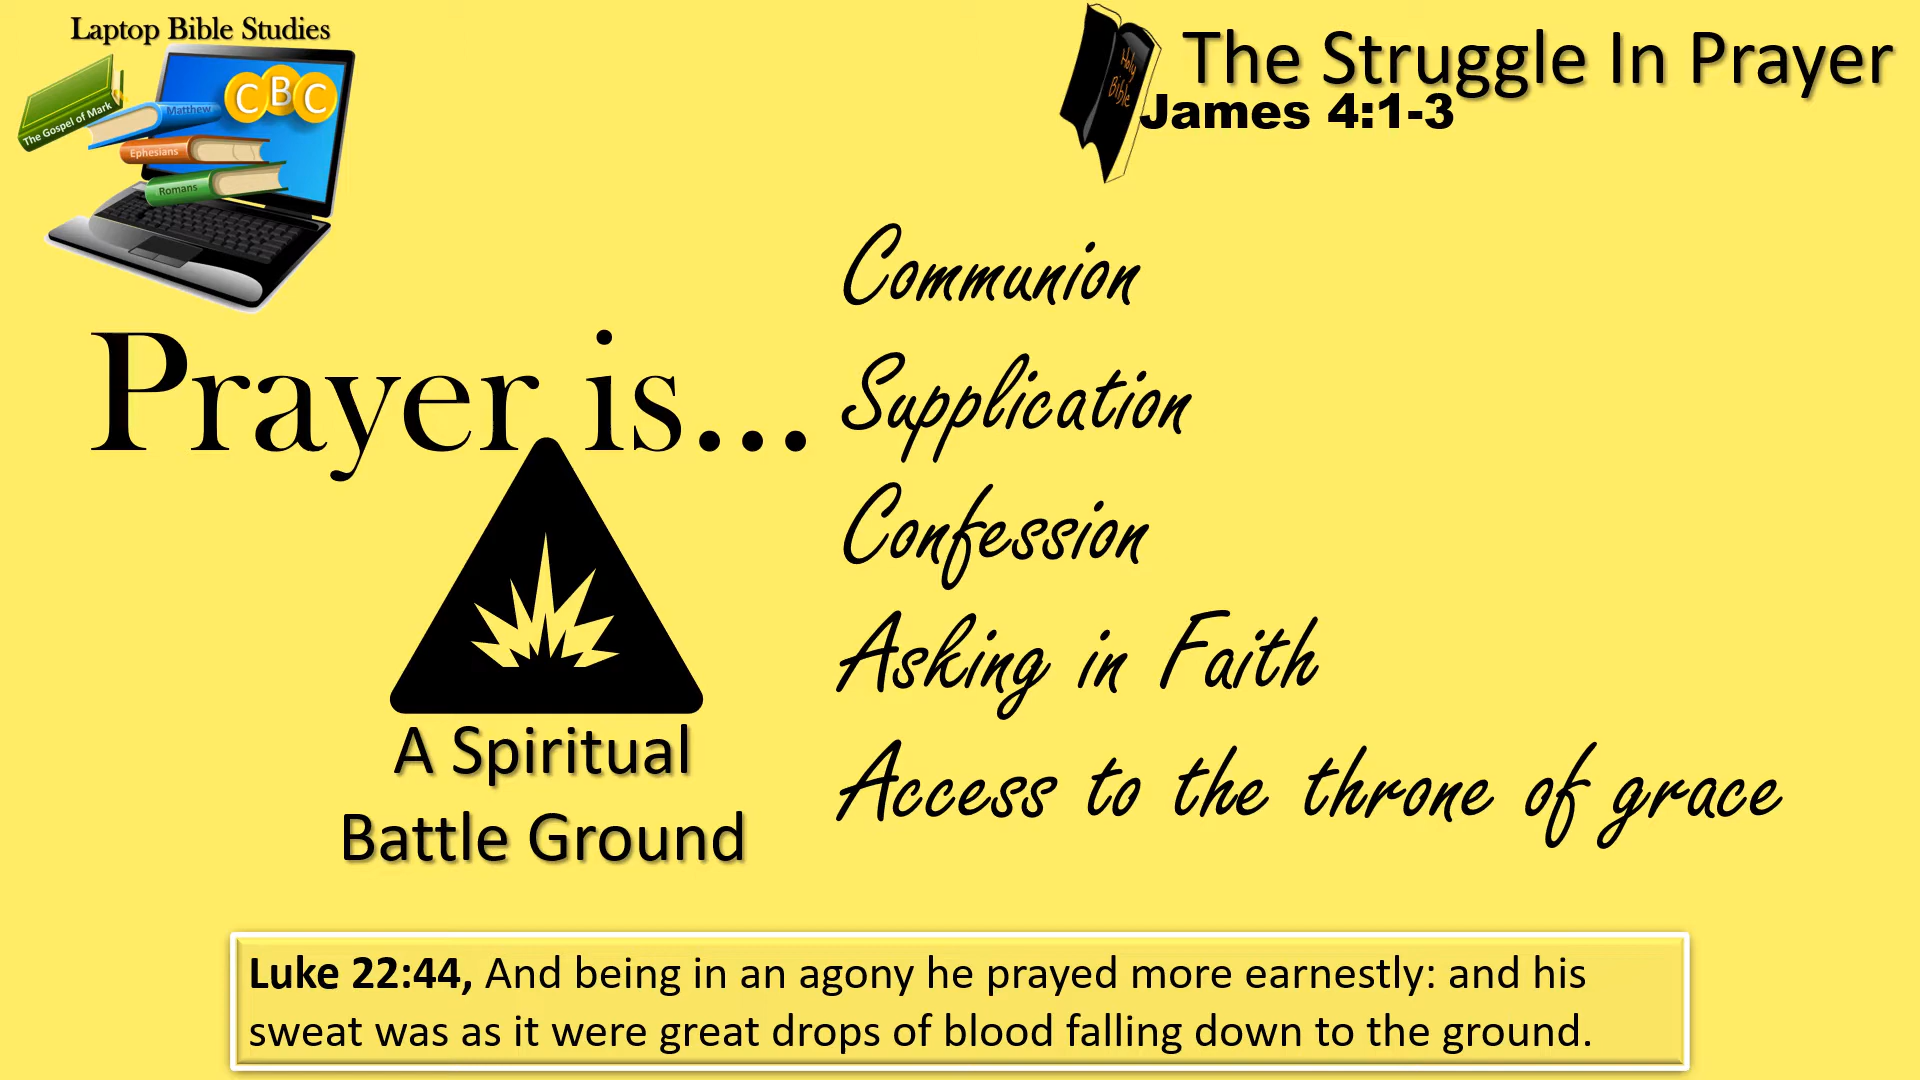 Laptop Bible Studies
CBC
The Gospel of Mark
Matthew
Ephesians
Romans
Holy
Bible
The Struggle In Prayer
James 4:1-3
Prayer is...
A Spiritual
Battle Ground
Communion
Supplication
Confession
Asking in Faith
Access to the throne of grace
Luke 22:44, And being in an agony he prayed more earnestly: and his
sweat was as it were great drops of blood falling down to the ground.